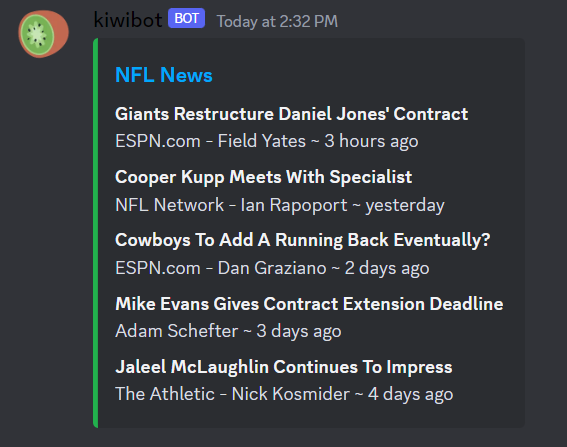 kiwibot BOT Today at 2:32 PM
NFL News
Giants Restructure Daniel Jones' Contract
ESPN.com - Field Yates ~ 3 hours ago
Cooper Kupp Meets With Specialist
NFL Network - Ian Rapoport ~ yesterday
Cowboys To Add A Running Back Eventually?
ESPN.com - Dan Graziano ~ 2 days ago
Mike Evans Gives Contract Extension Deadline
Adam Schefter ~ 3 days ago
Jaleel McLaughlin Continues To Impress
The Athletic - Nick Kosmider ~ 4 days ago